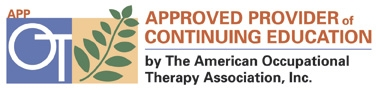 APP
OT
APPROVED PROVIDER of
CONTINUING EDUCATION
by The American Occupational
Therapy Association, Inc.